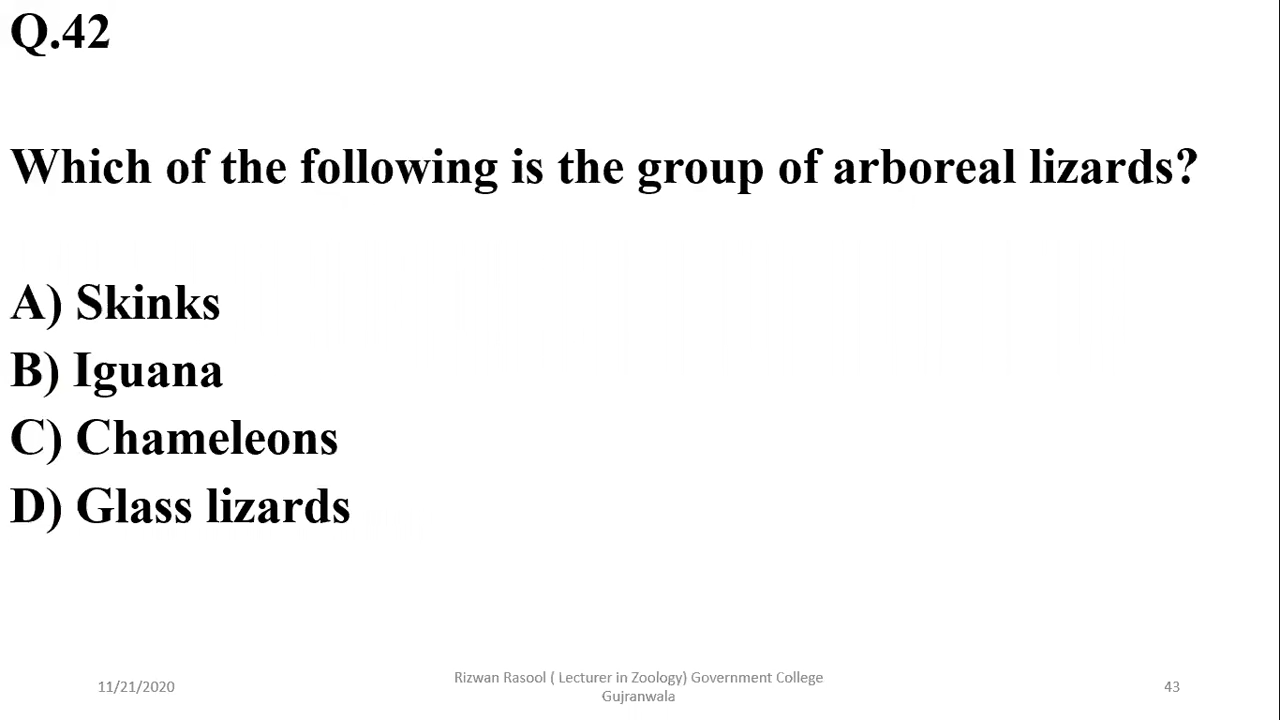 Q.42
Which of the following is the group of arboreal lizards?
A) Skinks
B) Iguana
C) Chameleons
D) Glass lizards
11/21/2020
Rizwan Rasool ( Lecturer in Zoology) Government College
Gujranwala
43